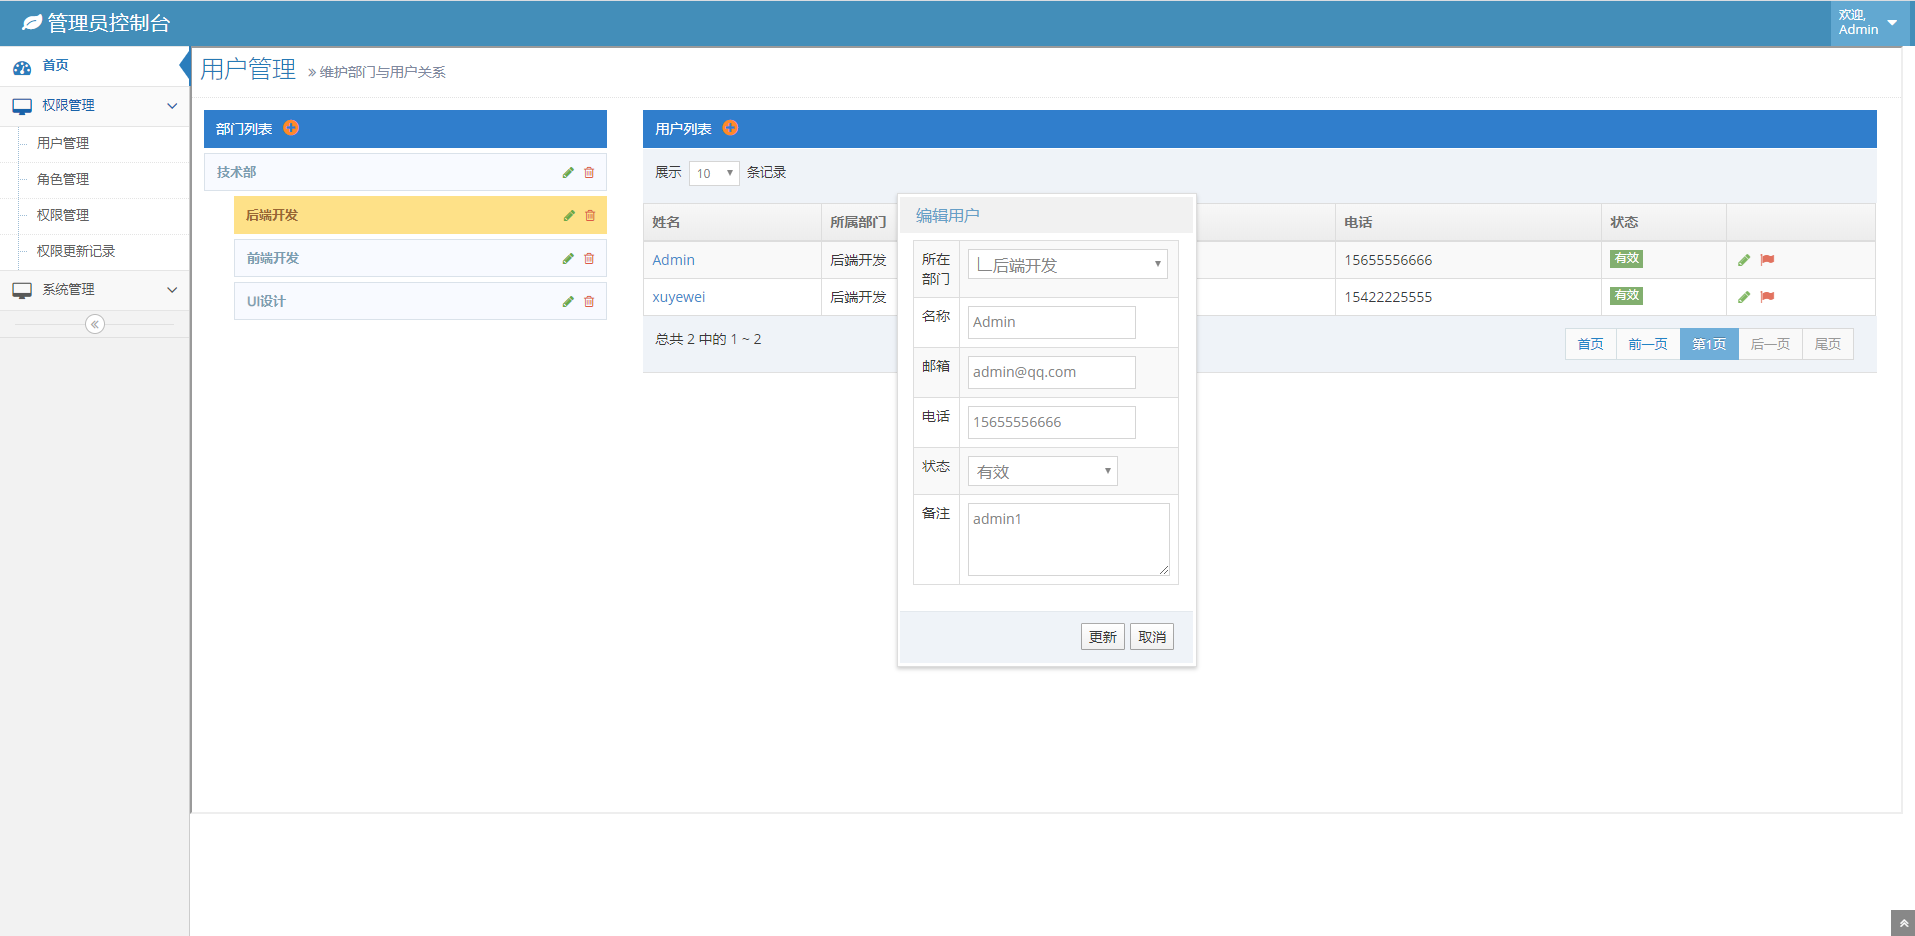 管理员控制台
欢迎,
Admin
首页
权限管理
用户管理
角色管理
权限管理
权限更新记录
系统管理
用户管理 » 维护部门与用户关系
部门列表
技术部
后端开发
前端开发
UI设计
用户列表
展示 10 条记录
姓名 所属部门 电话 状态
Admin 后端开发 15655556666 有效
xuyewei 后端开发 15422225555 有效
总共 2 中的 1 ~ 2
首页 前一页 第1页 后一页 尾页
编辑用户
所在
部门
∟后端开发
名称 Admin
邮箱 admin@qq.com
电话 15655556666
状态 有效
备注 admin1
更新 取消